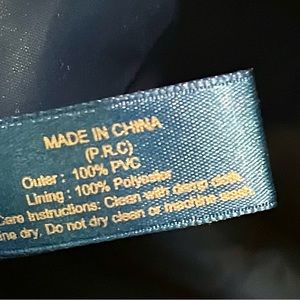 MADE IN CHINA
(P.R.C)
Outer : 100% PVC
Lining : 100% Polyester
Care Instructions: Clean with damp cloth,
ine dry. Do not dry clean or machine wash.